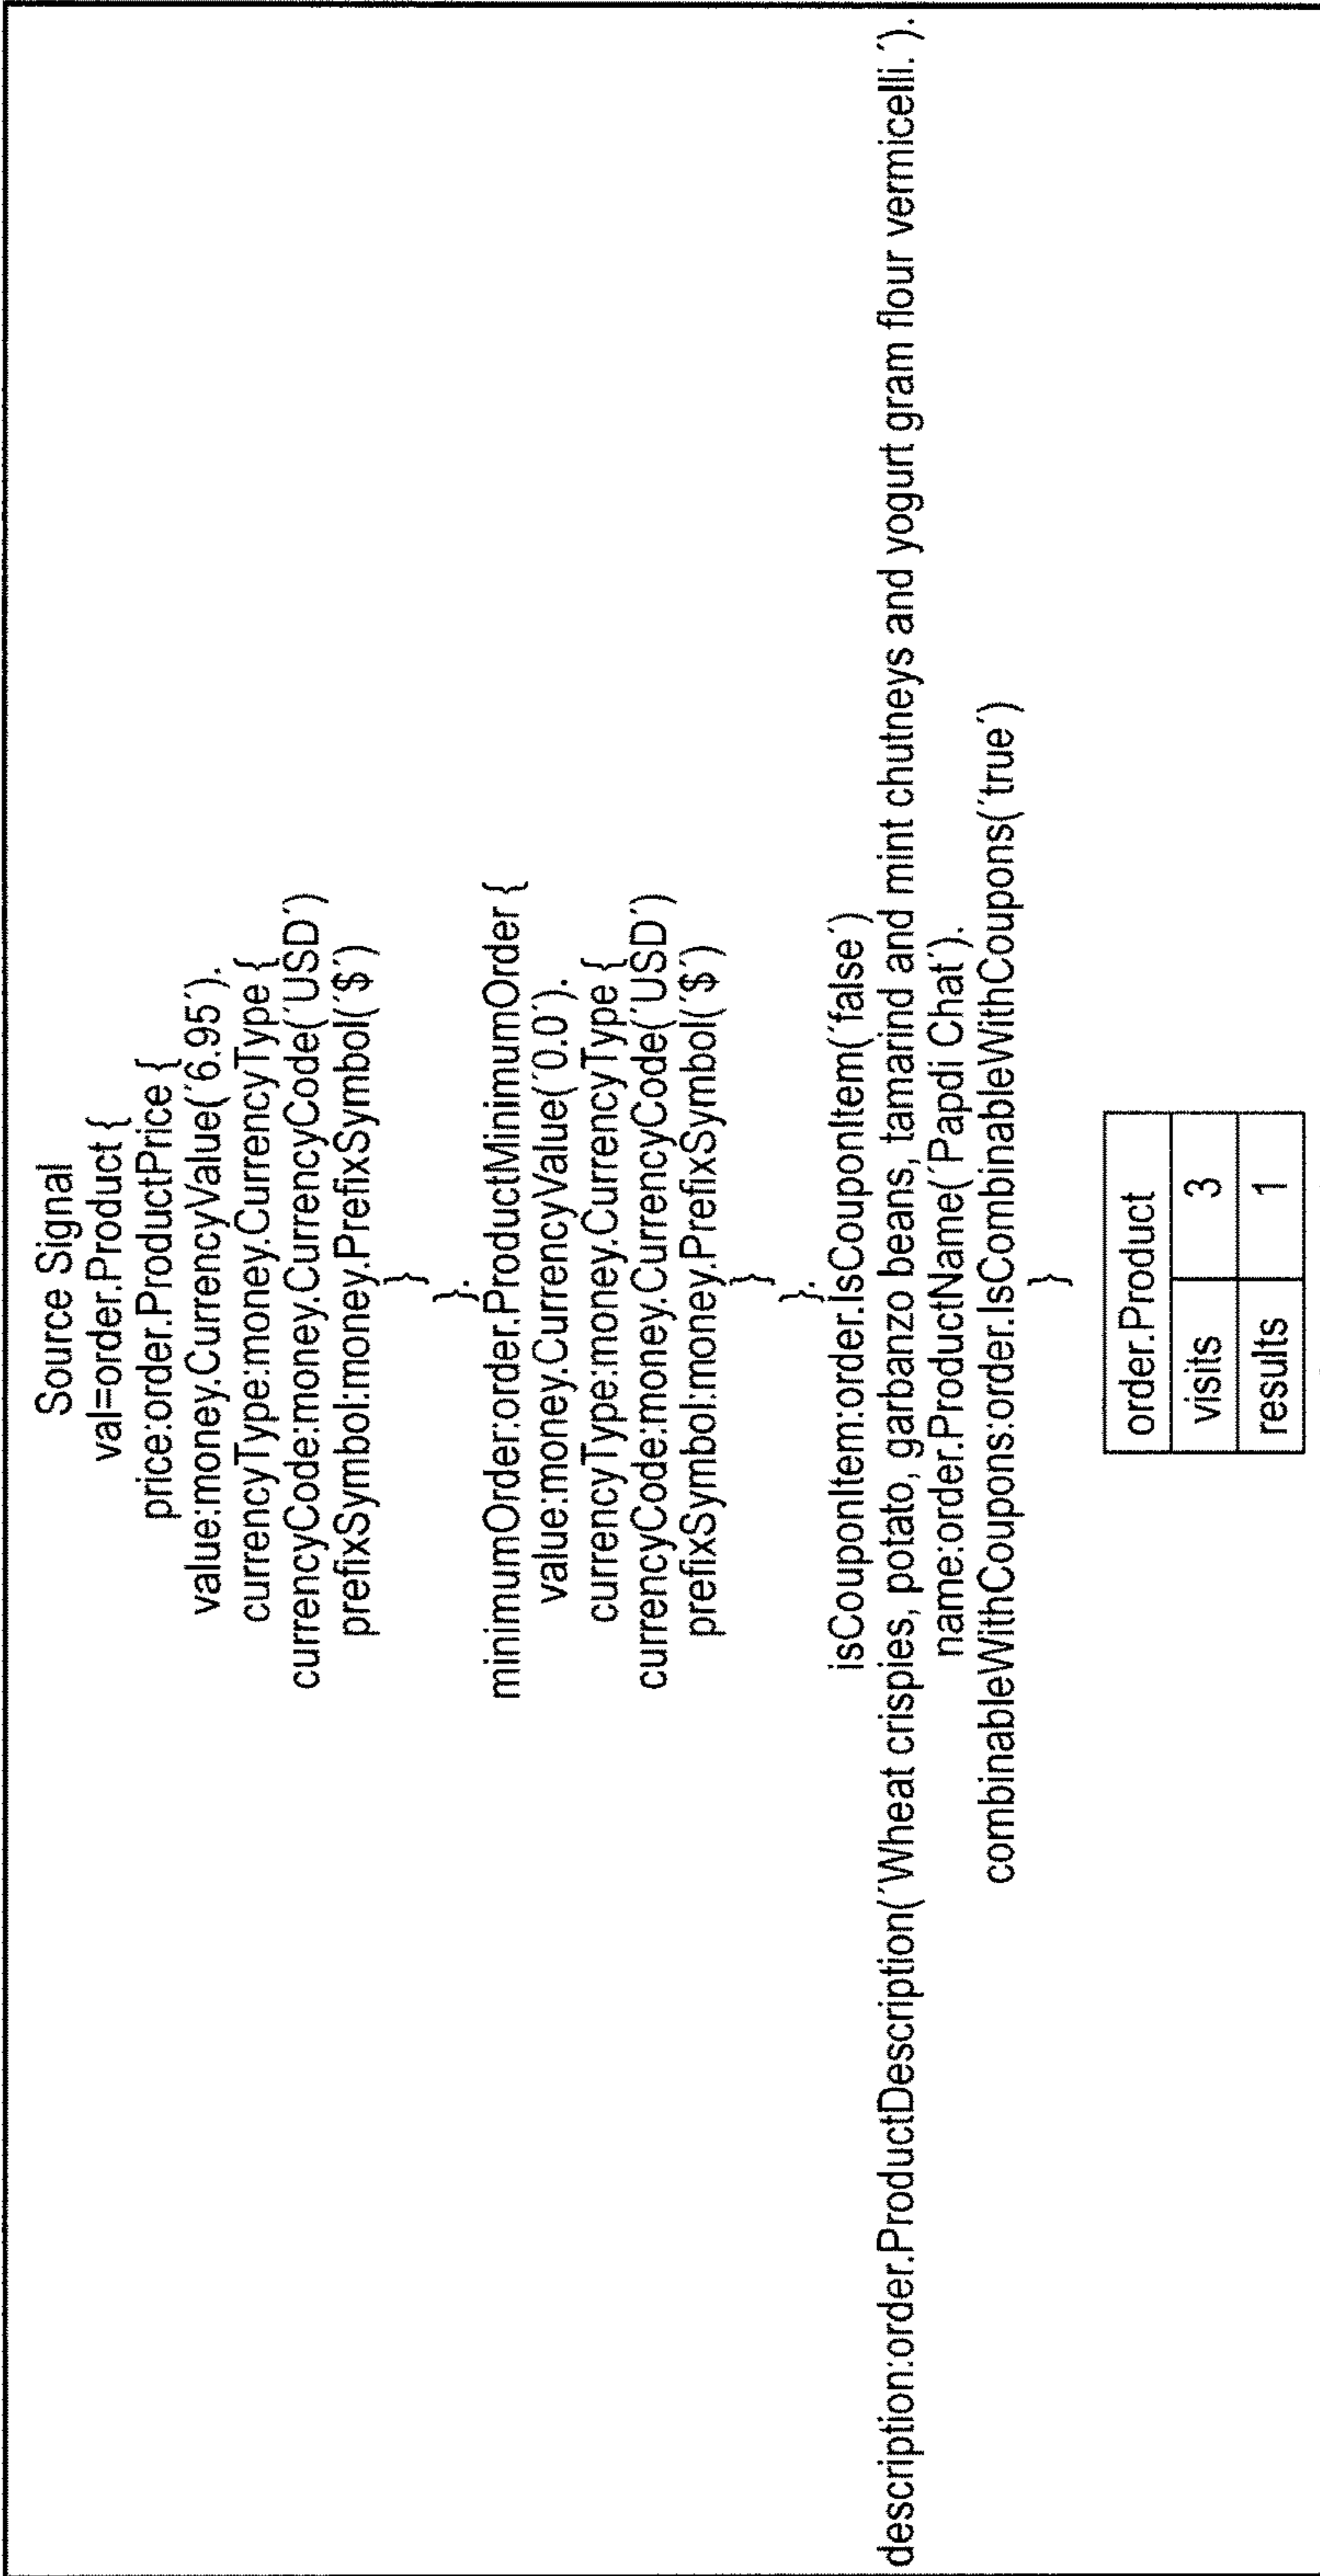 Source Signal
val=order.Product {
price:order.ProductPrice {
value:money.CurrencyValue(´6.95´).
currencyType:money.CurrencyType {
currencyCode:money.CurrencyCode(´USD´)
prefixSymbol:money.PrefixSymbol(´$´)
}
}.
minimumOrder:order.ProductMinimumOrder {
value:money.CurrencyValue(´0.0´).
currencyType:money.CurrencyType {
currencyCode:money.CurrencyCode(´USD´)
prefixSymbol:money.PrefixSymbol(´$´)
}
}.
isCouponItem:order.IsCouponItem(´false´)
description:order.ProductDescription(´Wheat crispies, potato, garbanzo beans, tamarind and mint chutneys and yogurt gram flour vermicelli.´).
name:order.ProductName(´Papdi Chat´).
combinableWithCoupons:order.IsCombinableWithCoupons(´true´)
}
order.Product
visits 3
results 1